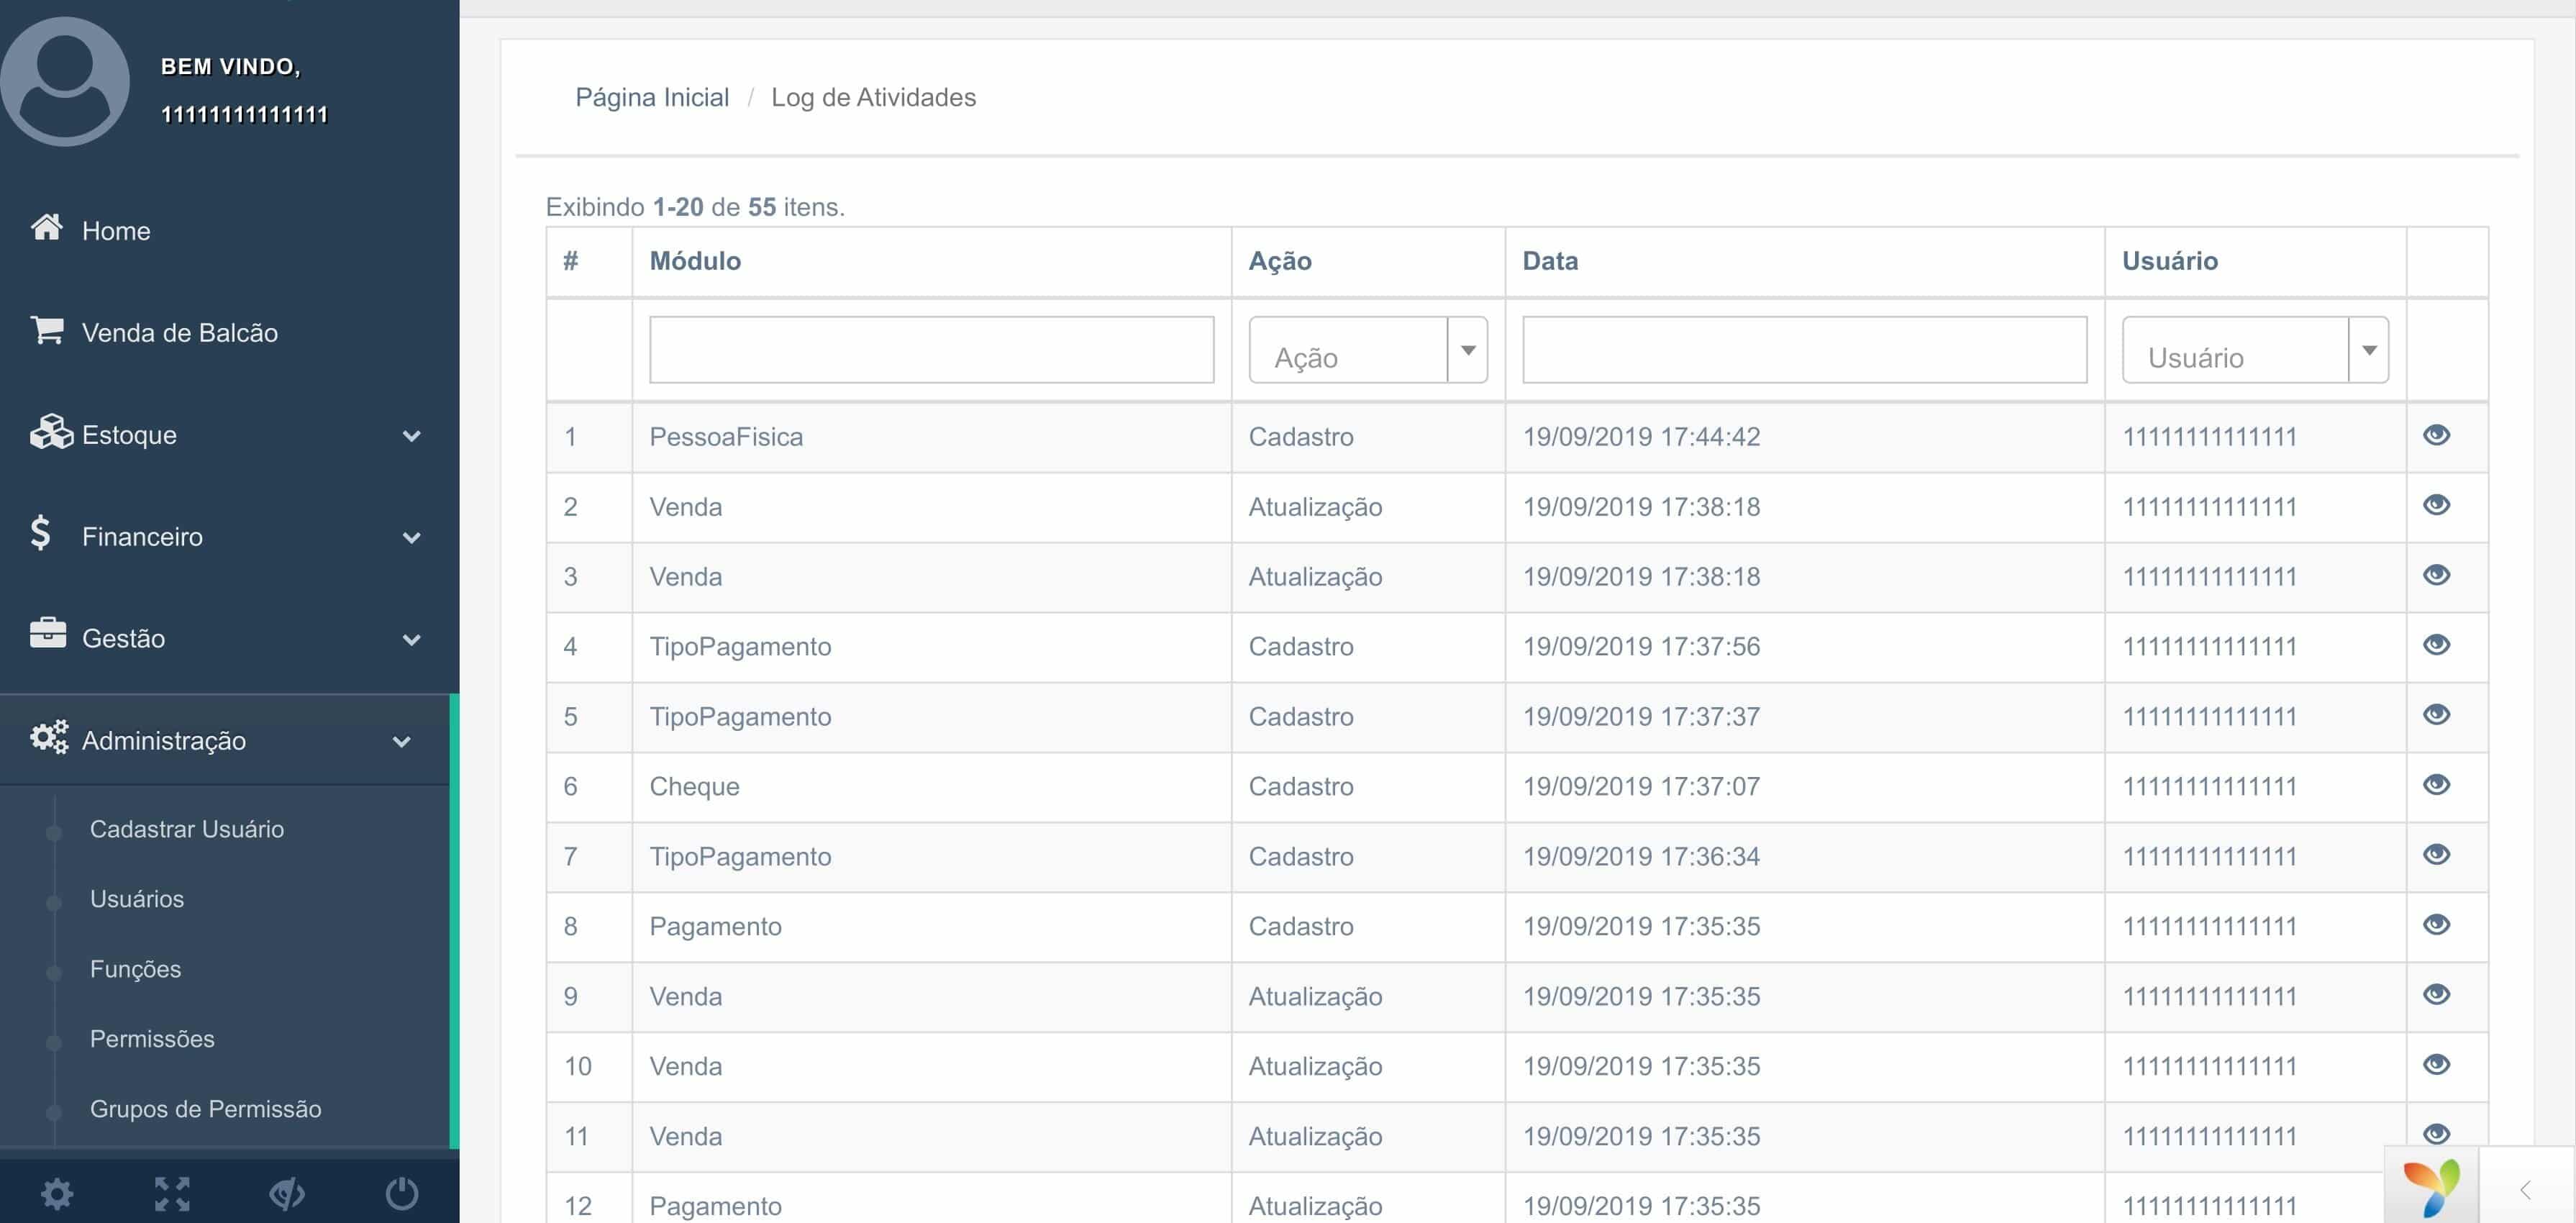 BEM VINDO,
11111111111111
Home
Venda de Balcão
Estoque
Financeiro
Gestão
Administração
Cadastrar Usuário
Usuários
Funções
Permissões
Grupos de Permissão
Página Inicial / Log de Atividades
Exibindo 1-20 de 55 itens.
# Módulo Ação Data Usuário
Ação Usuário
1 PessoaFisica Cadastro 19/09/2019 17:44:42 11111111111111
2 Venda Atualização 19/09/2019 17:38:18 11111111111111
3 Venda Atualização 19/09/2019 17:38:18 11111111111111
4 TipoPagamento Cadastro 19/09/2019 17:37:56 11111111111111
5 TipoPagamento Cadastro 19/09/2019 17:37:37 11111111111111
6 Cheque Cadastro 19/09/2019 17:37:07 11111111111111
7 TipoPagamento Cadastro 19/09/2019 17:36:34 11111111111111
8 Pagamento Cadastro 19/09/2019 17:35:35 11111111111111
9 Venda Atualização 19/09/2019 17:35:35 11111111111111
10 Venda Atualização 19/09/2019 17:35:35 11111111111111
11 Venda Atualização 19/09/2019 17:35:35 11111111111111
12 Pagamento Atualização 19/09/2019 17:35:35 11111111111111